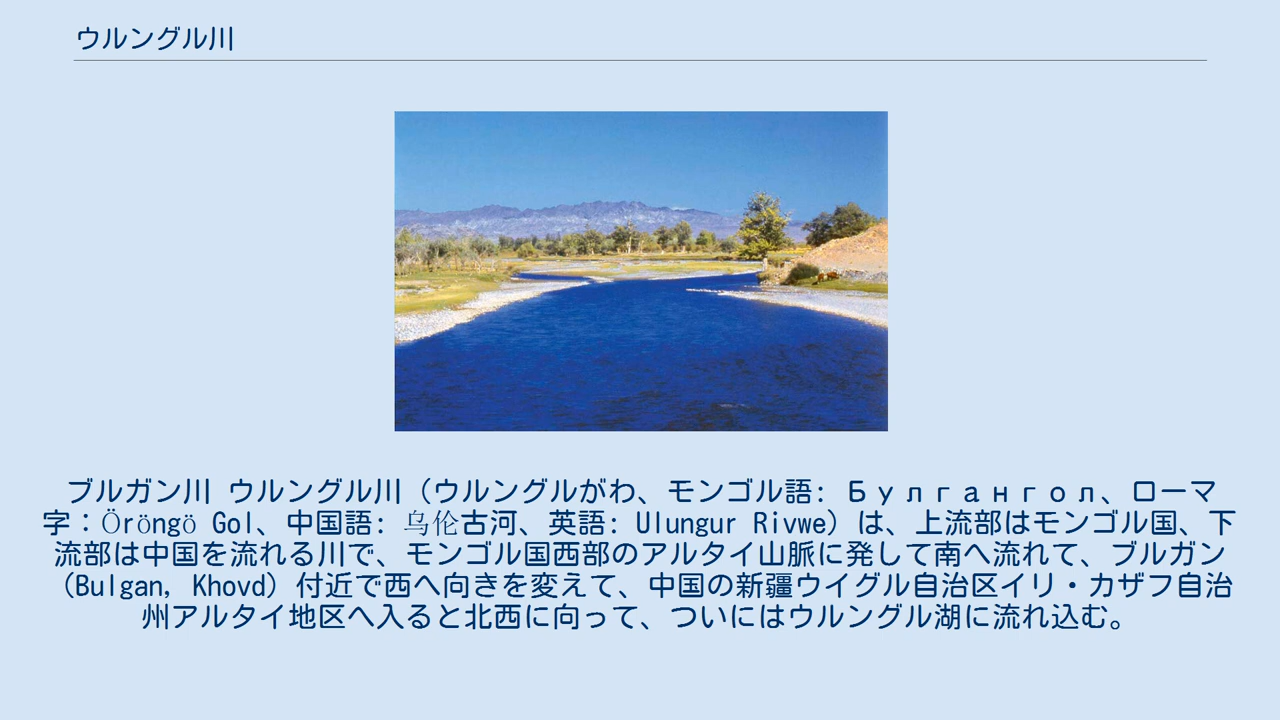 ウルングル川
ブルガン川 ウルングル川（ウルングルがわ、モンゴル語: Булган гол、ローマ
字：Öröngö Gol、中国語: 乌伦古河、英語: Ulungur Rivwe）は、上流部はモンゴル国、下
流部は中国を流れる川で、モンゴル国西部のアルタイ山脈に発して南へ流れて、ブルガン
（Bulgan, Khovd）付近で西へ向きを変えて、中国の新疆ウイグル自治区イリ・カザフ自治
州アルタイ地区へ入ると北西に向って、ついにはウルングル湖に流れ込む。